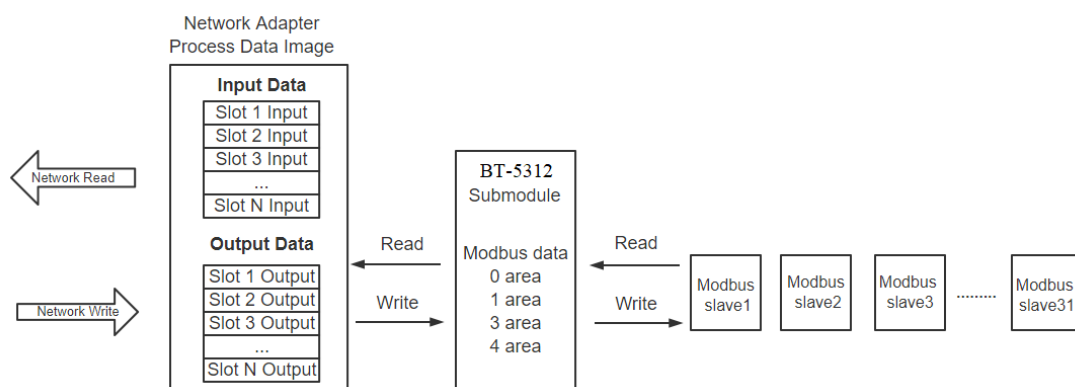 Network Adapter
Process Data Image
Input Data
Slot 1 Input
Slot 2 Input
Slot 3 Input
...
Slot N Input
Output Data
Slot 1 Output
Slot 2 Output
Slot 3 Output
...
Slot N Output
Network Read
Network Write
Read
Write
BT-5312
Submodule
Modbus data
0 area
1 area
3 area
4 area
Read
Write
Modbus
slave1
Modbus
slave2
Modbus
slave3
.........
Modbus
slave31